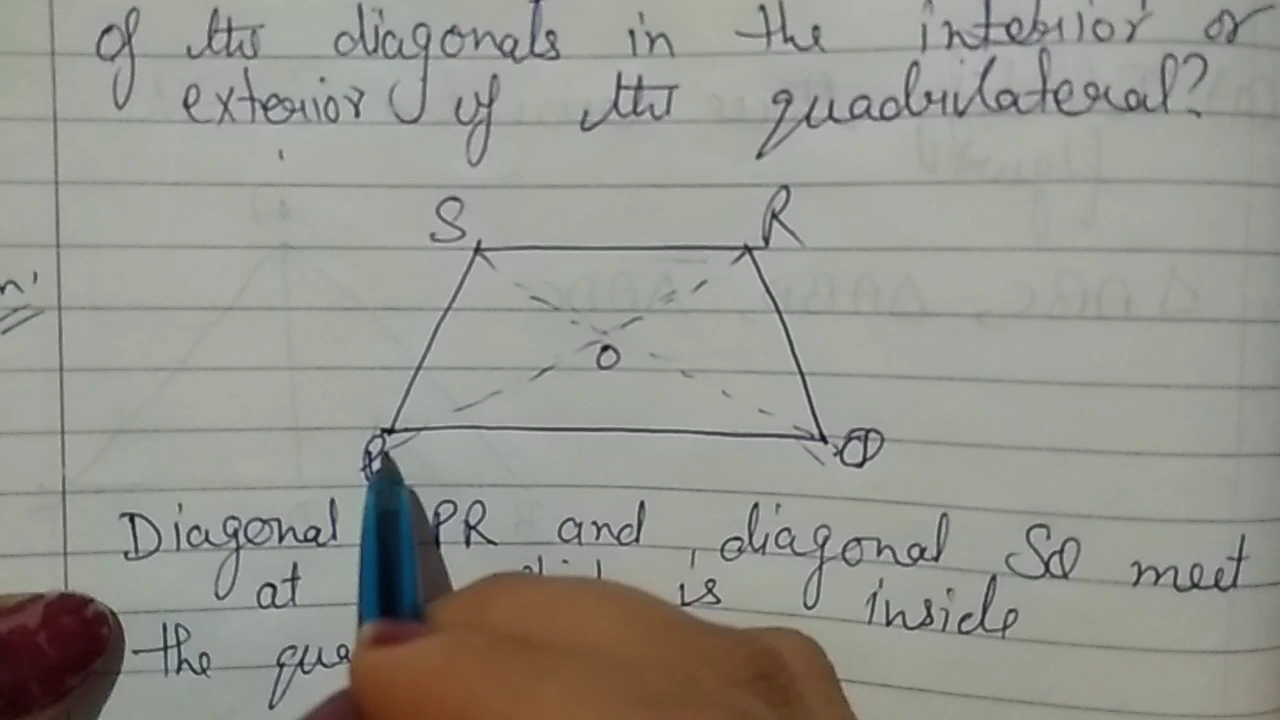 of the diagonals in the interior or
exterior of the quadrilateral?
S R
O
P Q
Diagonal PR and diagonal SQ meet
at is inside
the qua